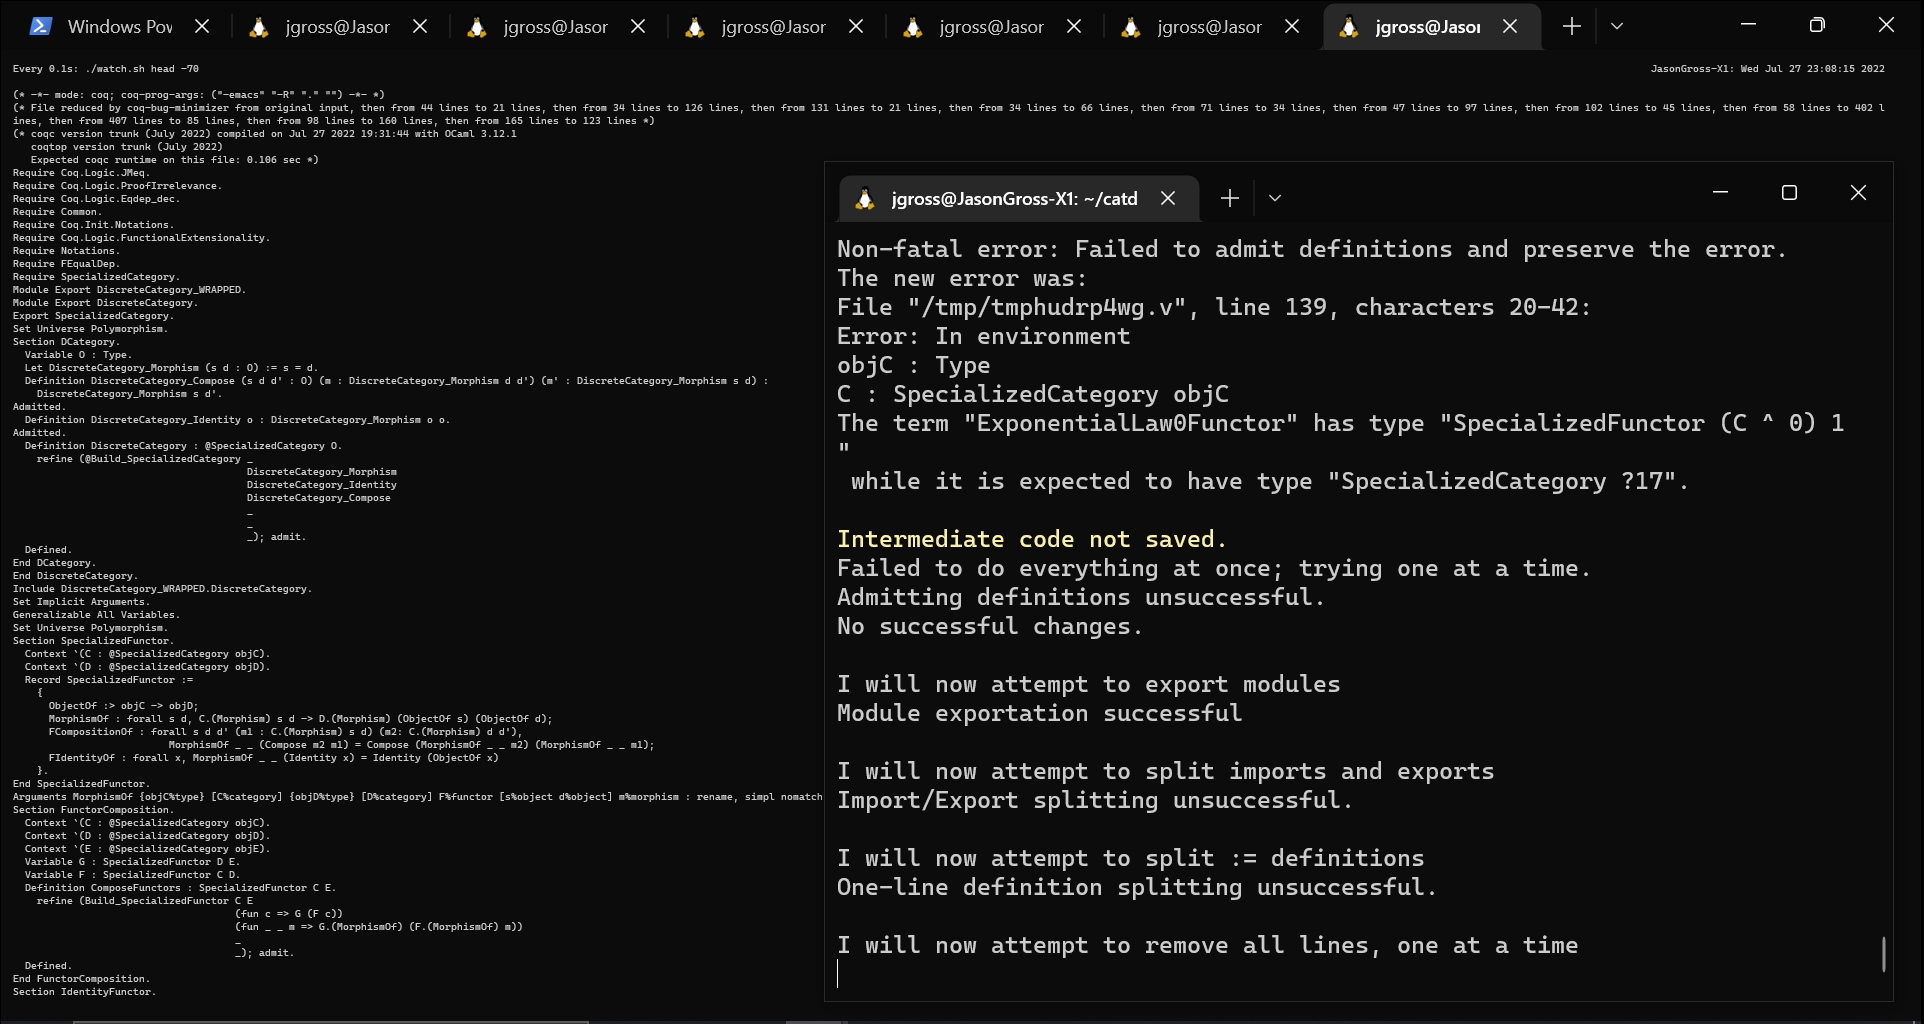 Windows Pov
jgross@Jasor
jgross@Jasor
jgross@Jasor
jgross@Jasor
jgross@Jasor
jgross@Jasor
Every 0.1s: ./watch.sh head -70
JasonGross-X1: Wed Jul 27 23:08:15 2022
(* -*- mode: coq; coq-prog-args: ("-emacs" "-R" "." "") -*- *)
(* File reduced by coq-bug-minimizer from original input, then from 44 lines to 21 lines, then from 34 lines to 126 lines, then from 131 lines to 21 lines, then from 34 lines to 66 lines, then from 71 lines to 34 lines, then from 47 lines to 97 lines, then from 102 lines to 45 lines, then from 58 lines to 402 l
ines, then from 407 lines to 85 lines, then from 98 lines to 160 lines, then from 165 lines to 123 lines *)
(* coqc version trunk (July 2022) compiled on Jul 27 2022 19:31:44 with OCaml 3.12.1
   coqtop version trunk (July 2022)
   Expected coqc runtime on this file: 0.106 sec *)
Require Coq.Logic.JMeq.
Require Coq.Logic.ProofIrrelevance.
Require Coq.Logic.Eqdep_dec.
Require Common.
Require Coq.Init.Notations.
Require Coq.Logic.FunctionalExtensionality.
Require Notations.
Require FEqualDep.
Require SpecializedCategory.
Module Export DiscreteCategory_WRAPPED.
Module Export DiscreteCategory.
Export SpecializedCategory.
Set Universe Polymorphism.
Section DCategory.
  Variable O : Type.
  Let DiscreteCategory_Morphism (s d : O) := s = d.
  Definition DiscreteCategory_Compose (s d d' : O) (m : DiscreteCategory_Morphism d d') (m' : DiscreteCategory_Morphism s d) :
    DiscreteCategory_Morphism s d'.
Admitted.
  Definition DiscreteCategory_Identity o : DiscreteCategory_Morphism o o.
Admitted.
  Definition DiscreteCategory : @SpecializedCategory O.
    refine (@Build_SpecializedCategory _
                                       DiscreteCategory_Morphism
                                       DiscreteCategory_Identity
                                       DiscreteCategory_Compose
                                       _
                                       _
                                       _); admit.
  Defined.
End DCategory.
End DiscreteCategory.
Include DiscreteCategory_WRAPPED.DiscreteCategory.
Set Implicit Arguments.
Generalizable All Variables.
Set Universe Polymorphism.
Section SpecializedFunctor.
  Context `(C : @SpecializedCategory objC).
  Context `(D : @SpecializedCategory objD).
  Record SpecializedFunctor :=
    {
      ObjectOf :> objC -> objD;
      MorphismOf : forall s d, C.(Morphism) s d -> D.(Morphism) (ObjectOf s) (ObjectOf d);
      FCompositionOf : forall s d d' (m1 : C.(Morphism) s d) (m2: C.(Morphism) d d'),
                          MorphismOf _ _ (Compose m2 m1) = Compose (MorphismOf _ _ m2) (MorphismOf _ _ m1);
      FIdentityOf : forall x, MorphismOf _ _ (Identity x) = Identity (ObjectOf x)
    }.
End SpecializedFunctor.
Arguments MorphismOf {objC%type} [C%category] {objD%type} [D%category] F%functor [s%object d%object] m%morphism : rename, simpl nomatch
Section FunctorComposition.
  Context `(C : @SpecializedCategory objC).
  Context `(D : @SpecializedCategory objD).
  Context `(E : @SpecializedCategory objE).
  Variable G : SpecializedFunctor D E.
  Variable F : SpecializedFunctor C D.
  Definition ComposeFunctors : SpecializedFunctor C E.
    refine (Build_SpecializedFunctor C E
                                     (fun c => G (F c))
                                     (fun _ _ m => G.(MorphismOf) (F.(MorphismOf) m))
                                     _
                                     _); admit.
  Defined.
End FunctorComposition.
Section IdentityFunctor.
jgross@JasonGross-X1: ~/catd
Non-fatal error: Failed to admit definitions and preserve the error.
The new error was:
File "/tmp/tmphudrp4wg.v", line 139, characters 20-42:
Error: In environment
objC : Type
C : SpecializedCategory objC
The term "ExponentialLaw0Functor" has type "SpecializedFunctor (C ^ 0) 1
"
 while it is expected to have type "SpecializedCategory ?17".
Intermediate code not saved.
Failed to do everything at once; trying one at a time.
Admitting definitions unsuccessful.
No successful changes.
I will now attempt to export modules
Module exportation successful
I will now attempt to split imports and exports
Import/Export splitting unsuccessful.
I will now attempt to split := definitions
One-line definition splitting unsuccessful.
I will now attempt to remove all lines, one at a time